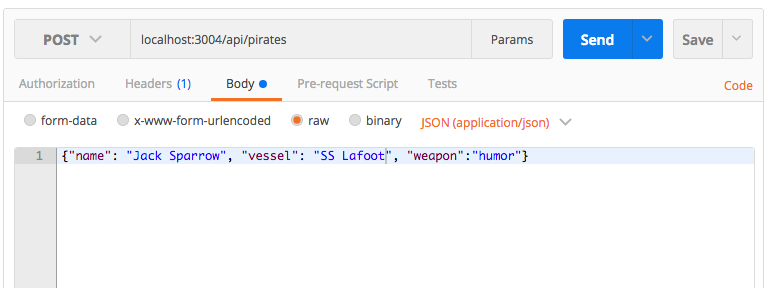 POST localhost:3004/api/pirates Params Send Save
Authorization Headers (1) Body Pre-request Script Tests Code
form-data x-www-form-urlencoded raw binary JSON (application/json)
1 {"name": "Jack Sparrow", "vessel": "SS Lafoot", "weapon":"humor"}